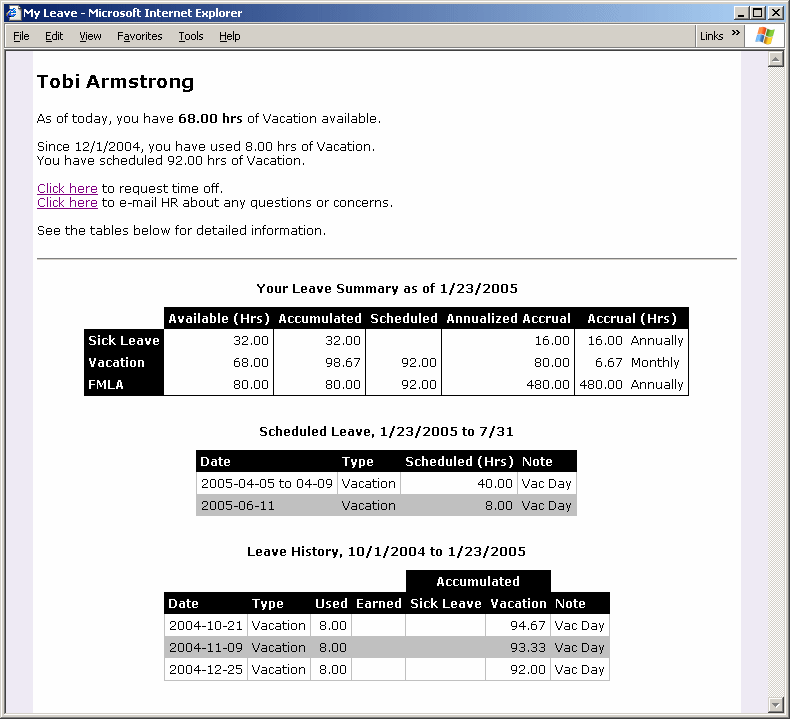 My Leave - Microsoft Internet Explorer
File Edit View Favorites Tools Help Links »
Tobi Armstrong
As of today, you have 68.00 hrs of Vacation available.
Since 12/1/2004, you have used 8.00 hrs of Vacation.
You have scheduled 92.00 hrs of Vacation.
Click here to request time off.
Click here to e-mail HR about any questions or concerns.
See the tables below for detailed information.
Your Leave Summary as of 1/23/2005
Available (Hrs) Accumulated Scheduled Annualized Accrual Accrual (Hrs)
Sick Leave 32.00 32.00 16.00 16.00 Annually
Vacation 68.00 98.67 92.00 80.00 6.67 Monthly
FMLA 80.00 80.00 92.00 480.00 480.00 Annually
Scheduled Leave, 1/23/2005 to 7/31
Date Type Scheduled (Hrs) Note
2005-04-05 to 04-09 Vacation 40.00 Vac Day
2005-06-11 Vacation 8.00 Vac Day
Leave History, 10/1/2004 to 1/23/2005
Accumulated
Date Type Used Earned Sick Leave Vacation Note
2004-10-21 Vacation 8.00 94.67 Vac Day
2004-11-09 Vacation 8.00 93.33 Vac Day
2004-12-25 Vacation 8.00 92.00 Vac Day